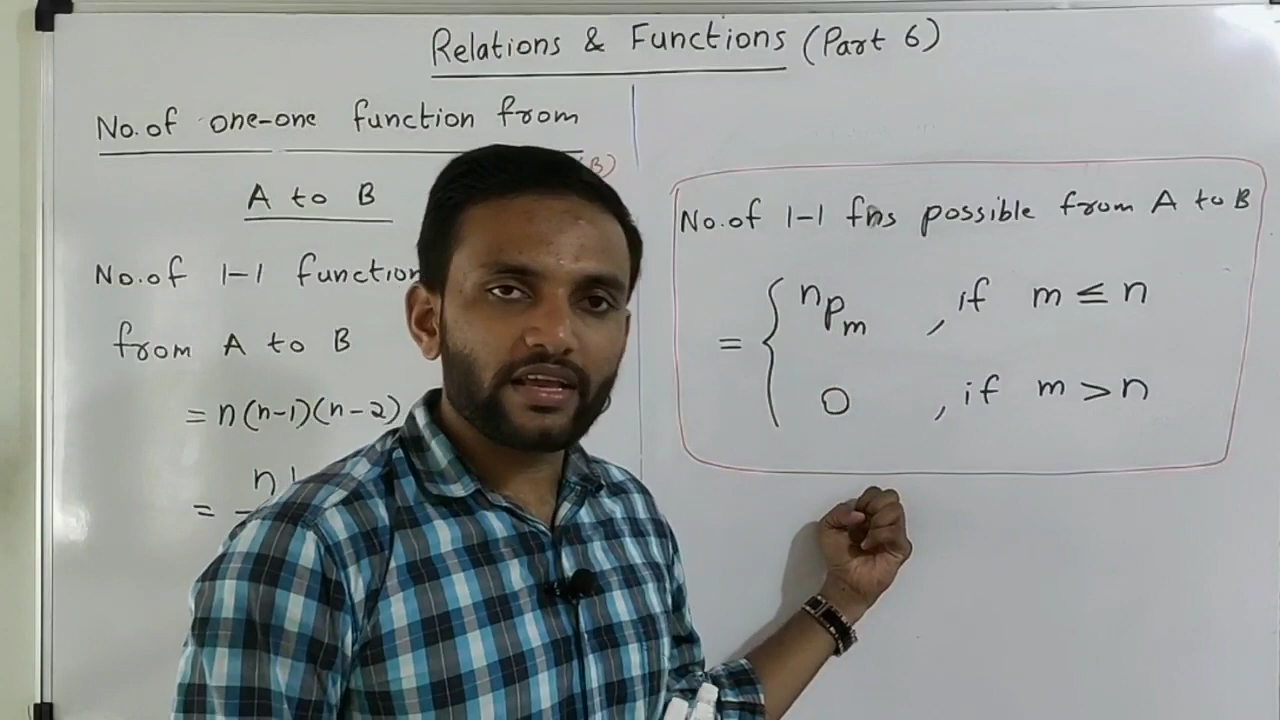 Relations & Functions (Part 6)
No. of one-one function from
A to B
No. of 1-1 function
from A to B
= n(n-1)(n-2)
= n!
B)
No. of 1-1 fns possible from A to B
= { nPm , if m ≤ n
0 , if m > n